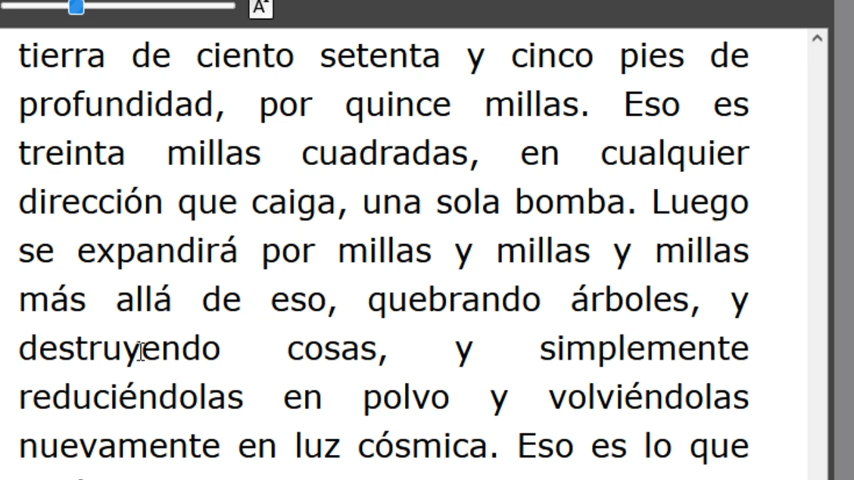 A
tierra de ciento setenta y cinco pies de
profundidad, por quince millas. Eso es
treinta millas cuadradas, en cualquier
dirección que caiga, una sola bomba. Luego
se expandirá por millas y millas y millas
más allá de eso, quebrando árboles, y
destruyendo cosas, y simplemente
reduciéndolas en polvo y volviéndolas
nuevamente en luz cósmica. Eso es lo que